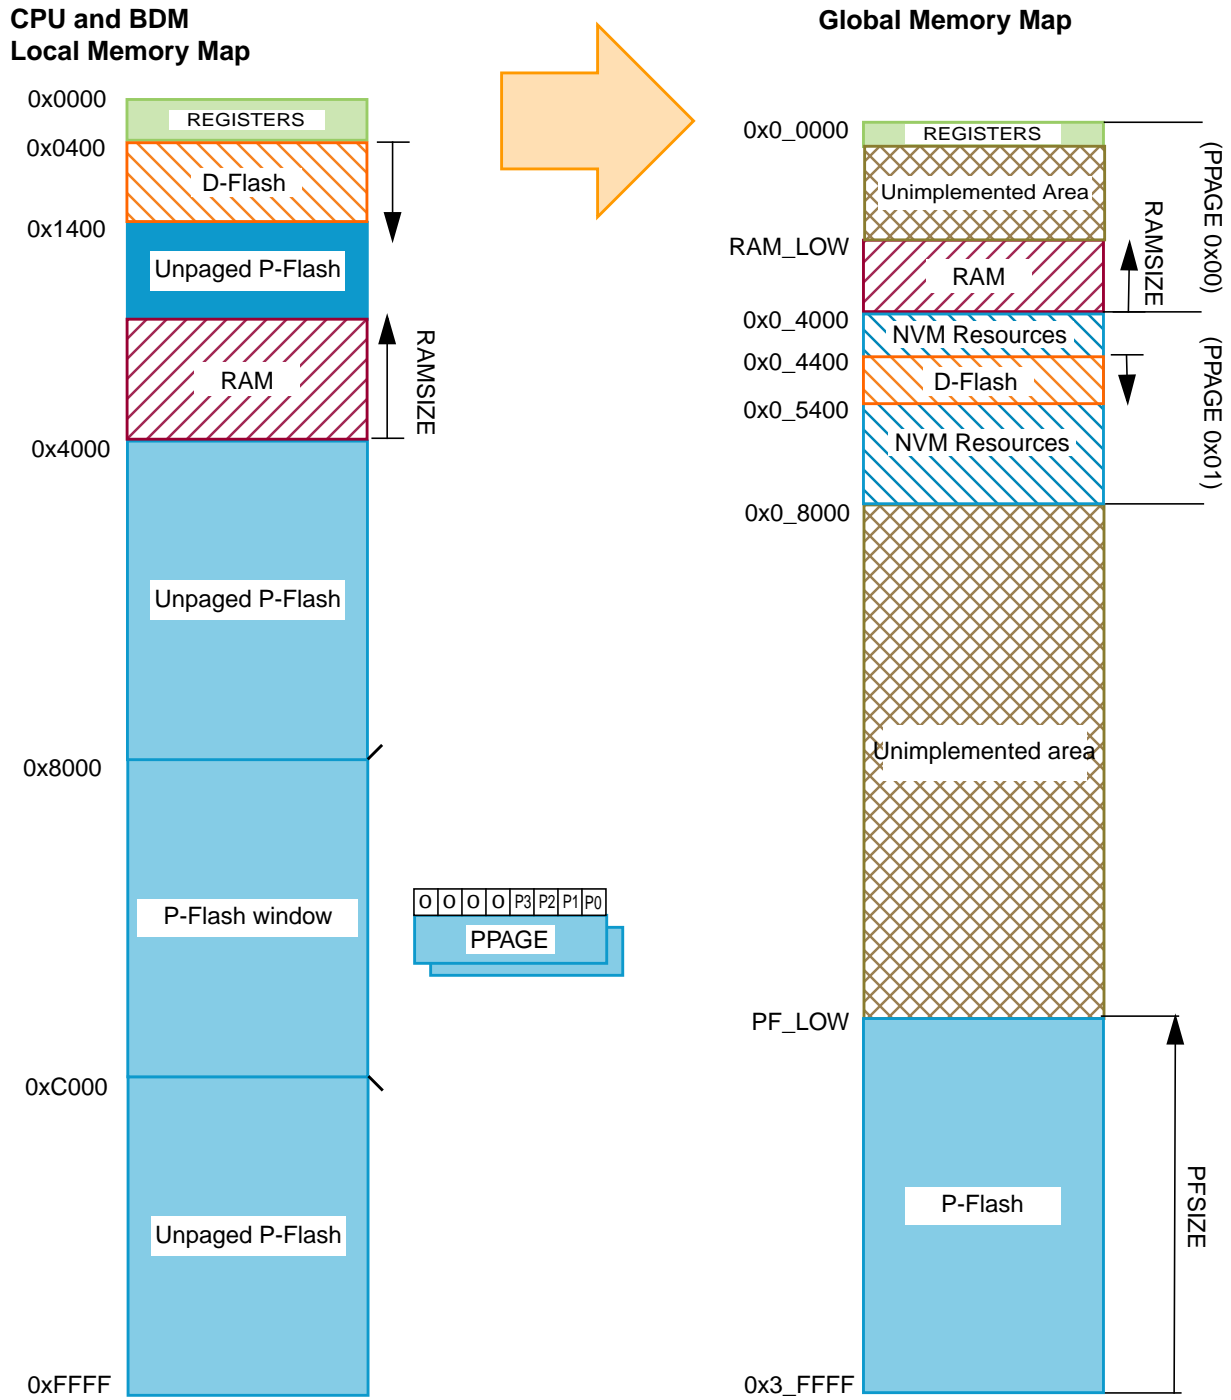 CPU and BDM
Local Memory Map
Global Memory Map
0x0000
REGISTERS
0x0400
D-Flash
0x1400
Unpaged P-Flash
RAM
RAMSIZE
0x4000
Unpaged P-Flash
0x8000
P-Flash window
0 0 0 0 P3 P2 P1 P0
PPAGE
0xC000
Unpaged P-Flash
0xFFFF
0x0_0000
REGISTERS
Unimplemented Area
(PPAGE 0x00)
RAM_LOW
RAM
RAMSIZE
0x0_4000
NVM Resources
0x0_4400
D-Flash
(PPAGE 0x01)
0x0_5400
NVM Resources
0x0_8000
Unimplemented area
PF_LOW
P-Flash
PFSIZE
0x3_FFFF